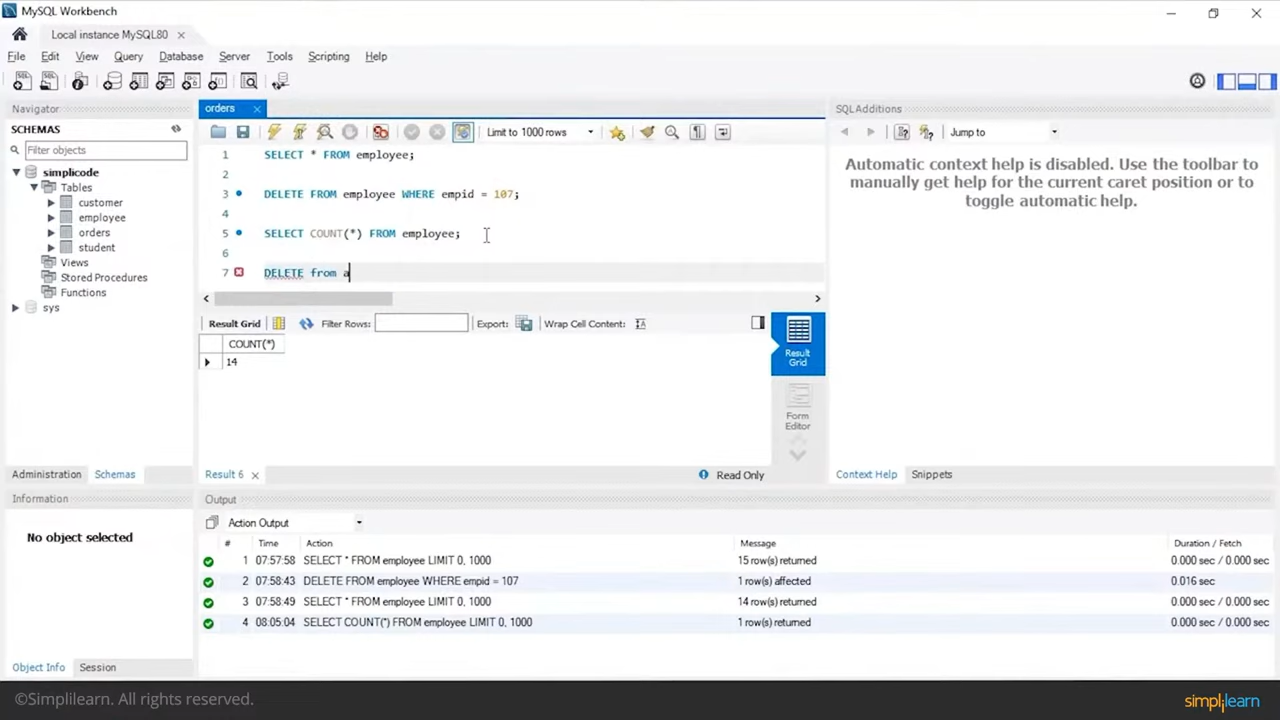 MySQL Workbench
Local instance MySQL80
File Edit View Query Database Server Tools Scripting Help
Navigator
SCHEMAS
Filter objects
simplicode
Tables
customer
employee
orders
student
Views
Stored Procedures
Functions
sys
Administration Schemas
Information
No object selected
Object Info Session
orders
Limit to 1000 rows
1 SELECT * FROM employee;
2
3 DELETE FROM employee WHERE empid = 107;
4
5 SELECT COUNT(*) FROM employee;
6
7 DELETE from a
Result Grid Filter Rows: Export: Wrap Cell Content:
COUNT(*)
14
Result Grid
Form Editor
Result 6 Read Only
SQLAdditions
Jump to
Automatic context help is disabled. Use the toolbar to
manually get help for the current caret position or to
toggle automatic help.
Context Help Snippets
Output
Action Output
# Time Action Message Duration / Fetch
1 07:57:58 SELECT * FROM employee LIMIT 0, 1000 15 row(s) returned 0.000 sec / 0.000 sec
2 07:58:43 DELETE FROM employee WHERE empid = 107 1 row(s) affected 0.016 sec
3 07:58:49 SELECT * FROM employee LIMIT 0, 1000 14 row(s) returned 0.000 sec / 0.000 sec
4 08:05:04 SELECT COUNT(*) FROM employee LIMIT 0, 1000 1 row(s) returned 0.000 sec / 0.000 sec
©Simplilearn. All rights reserved.
simplilearn